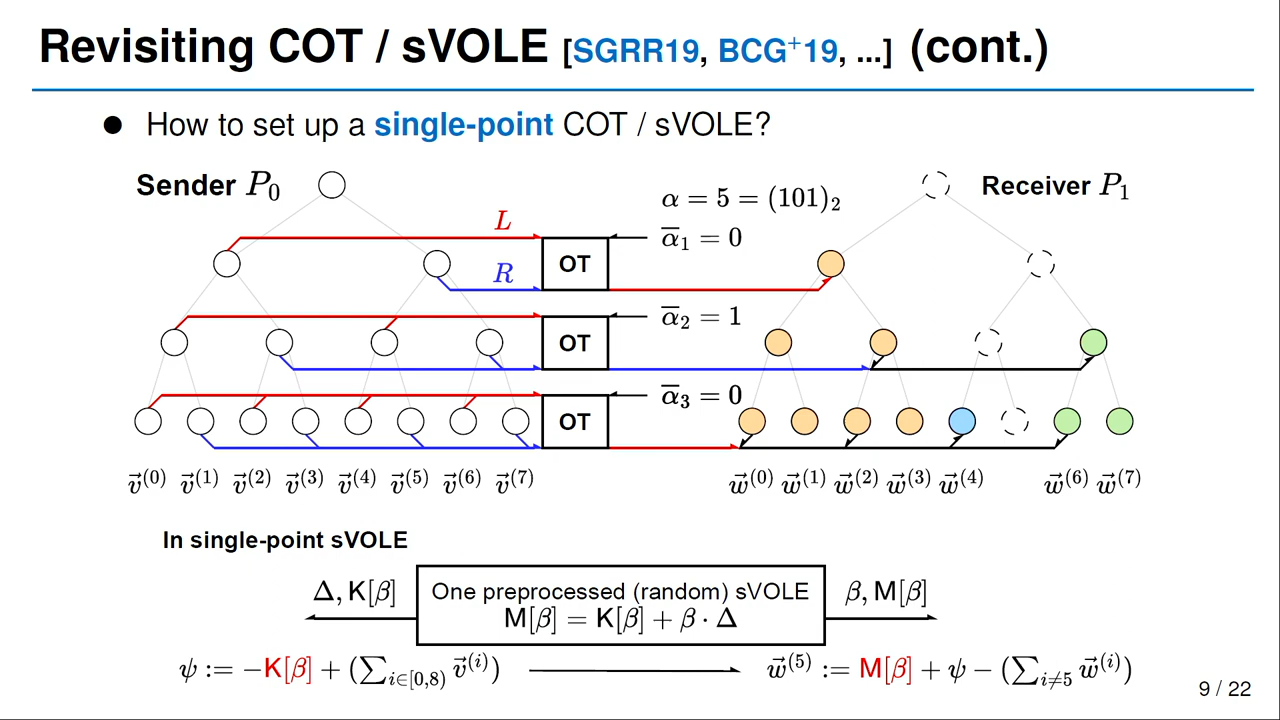 Revisiting COT / sVOLE [SGRR19, BCG⁺19, ...] (cont.)
● How to set up a single-point COT / sVOLE?
Sender P₀
Receiver P₁
α = 5 = (101)₂
L
OT
ᾱ₁ = 0
R
OT
ᾱ₂ = 1
OT
ᾱ₃ = 0
v⃗⁽⁰⁾ v⃗⁽¹⁾ v⃗⁽²⁾ v⃗⁽³⁾ v⃗⁽⁴⁾ v⃗⁽⁵⁾ v⃗⁽⁶⁾ v⃗⁽⁷⁾
w⃗⁽⁰⁾ w⃗⁽¹⁾ w⃗⁽²⁾ w⃗⁽³⁾ w⃗⁽⁴⁾ w⃗⁽⁶⁾ w⃗⁽⁷⁾
In single-point sVOLE
Δ, K[β]
One preprocessed (random) sVOLE
M[β] = K[β] + β · Δ
β, M[β]
ψ := −K[β] + (∑_{i∈[0,8)} v⃗⁽ⁱ⁾)
w⃗⁽⁵⁾ := M[β] + ψ − (∑_{i≠5} w⃗⁽ⁱ⁾)
9 / 22